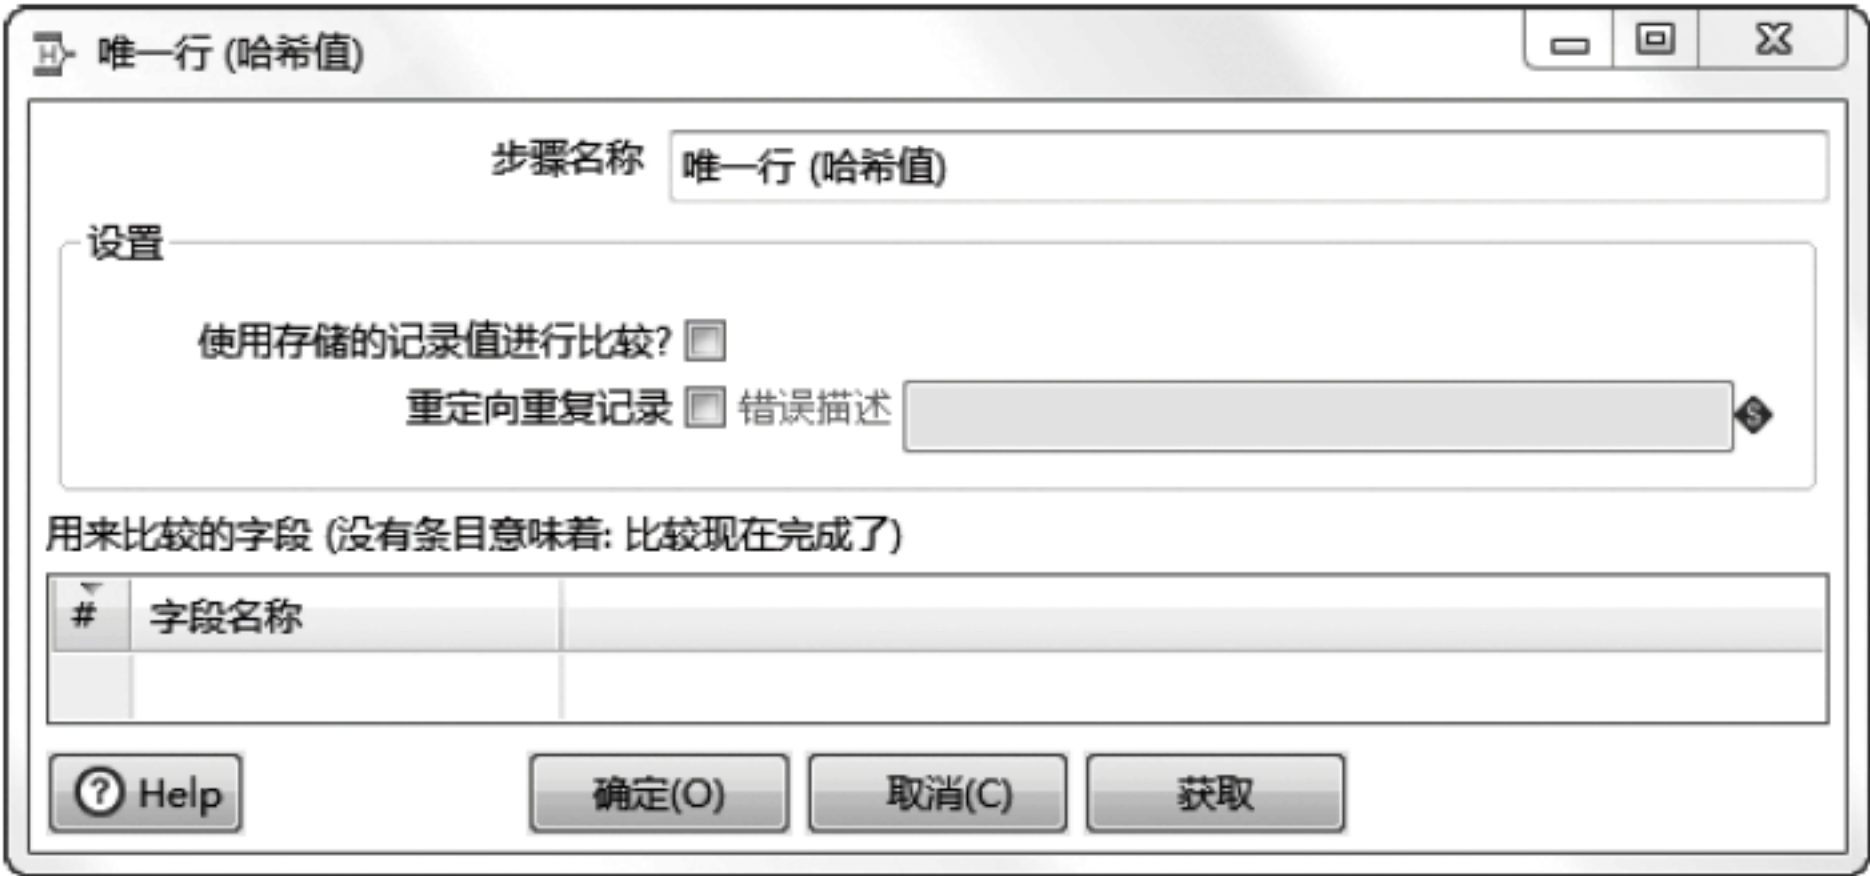 唯一行 (哈希值)
步骤名称 唯一行 (哈希值)
设置
使用存储的记录值进行比较?
重定向重复记录 错误描述
用来比较的字段 (没有条目意味着: 比较现在完成了)
# 字段名称
Help 确定(O) 取消(C) 获取